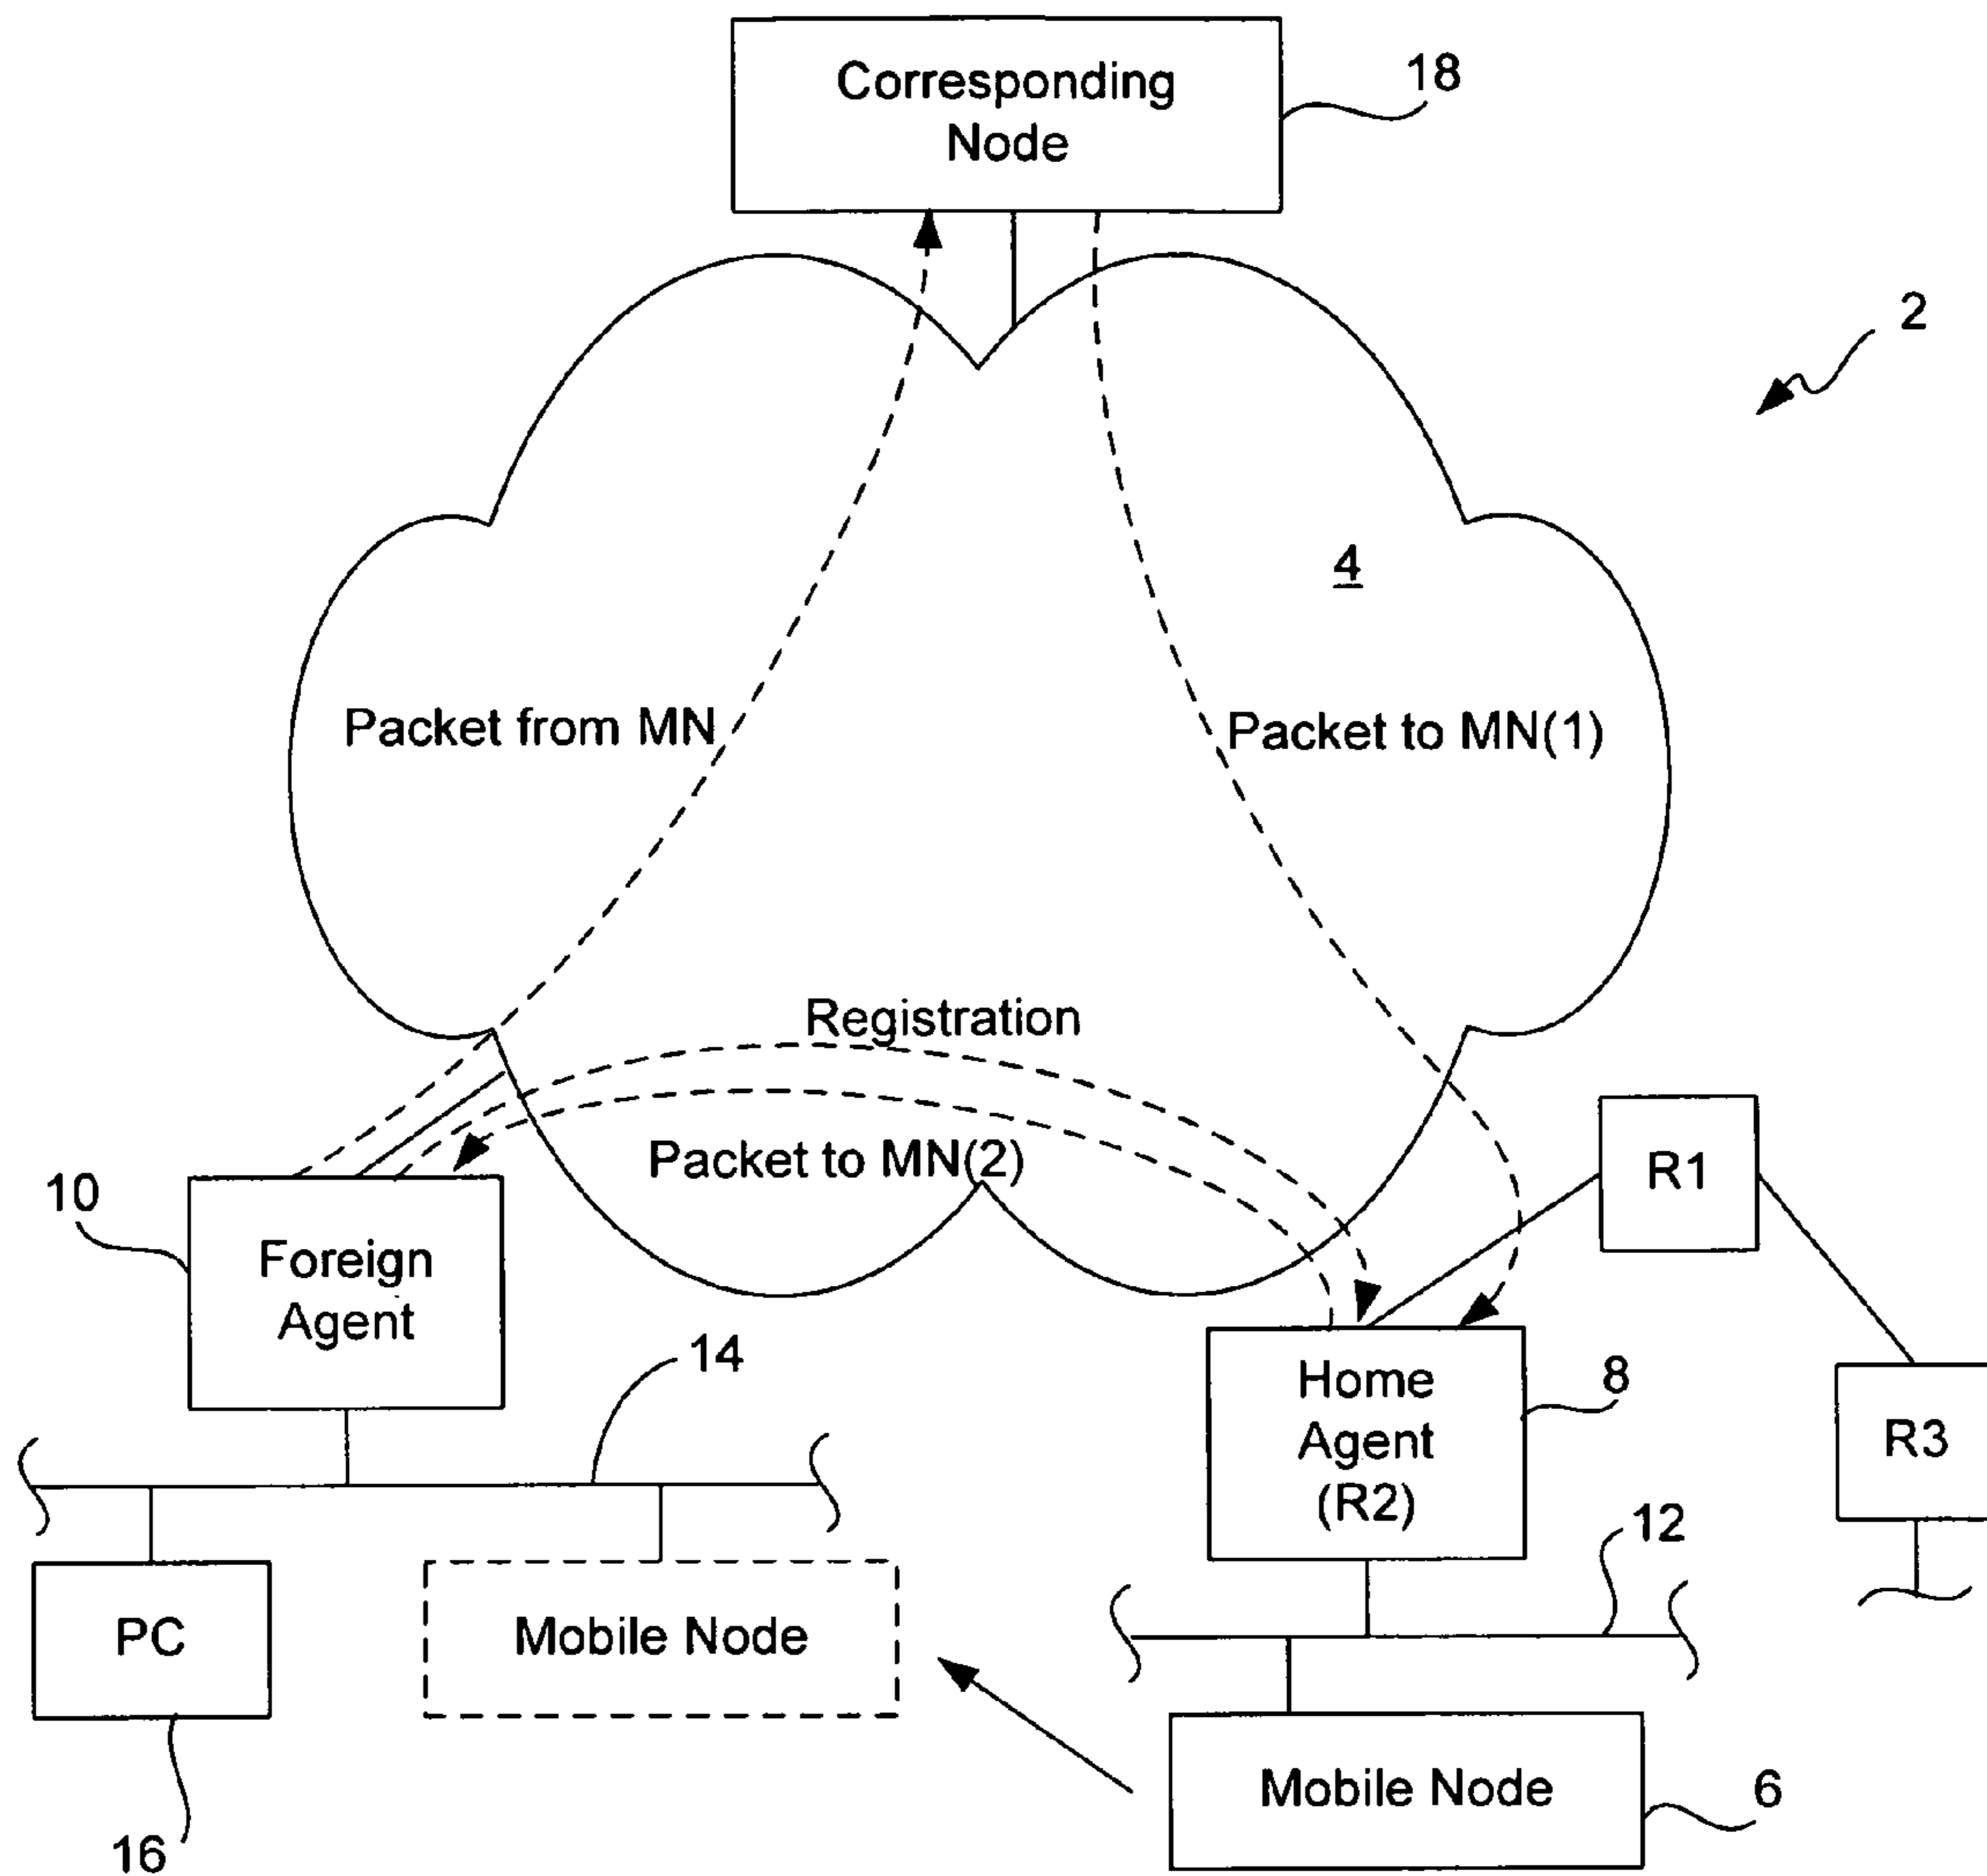 Corresponding
Node
18
2
4
Packet from MN
Packet to MN(1)
Registration
Packet to MN(2)
R1
10
Foreign
Agent
14
Home
Agent
(R2)
8
R3
12
PC
Mobile Node
Mobile Node
6
16